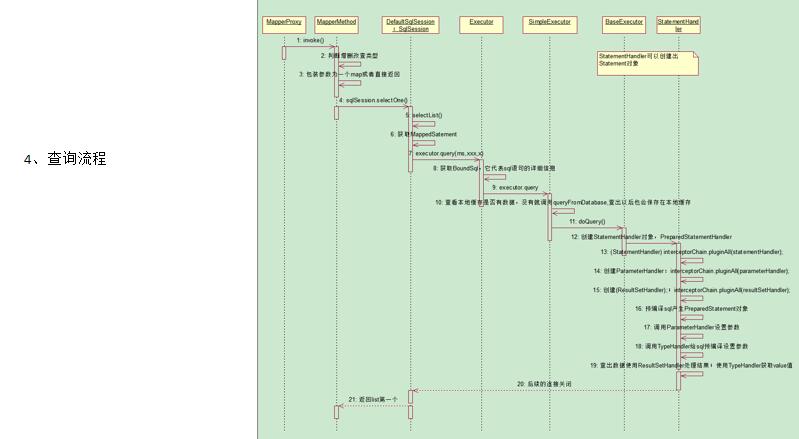 4、查询流程
MapperProxy
MapperMethod
DefaultSqlSession
：SqlSession
Executor
SimpleExecutor
BaseExecutor
StatementHand
ler
StatementHandler可以创建出
Statement对象
1: invoke()
2: 判断增删改查类型
3: 包装参数为一个map或者直接返回
4: sqlSession.selectOne()
5: selectList()
6: 获取MappedSatement
7: executor.query(ms,xxx,x)
8: 获取BoundSql，它代表sql语句的详细信息
9: executor.query
10: 查看本地缓存是否有数据，没有就调用queryFromDatabase,查出以后也会保存在本地缓存
11: doQuery()
12: 创建StatementHandler对象，PreparedStatementHandler
13: (StatementHandler) interceptorChain.pluginAll(statementHandler);
14: 创建ParameterHandler；interceptorChain.pluginAll(parameterHandler);
15: 创建(ResultSetHandler);；interceptorChain.pluginAll(resultSetHandler);
16: 预编译sql产生PreparedStatement对象
17: 调用ParameterHandler设置参数
18: 调用TypeHandler给sql预编译设置参数
19: 查出数据使用ResultSetHandler处理结果；使用TypeHandler获取value值
20: 后续的连接关闭
21: 返回list第一个